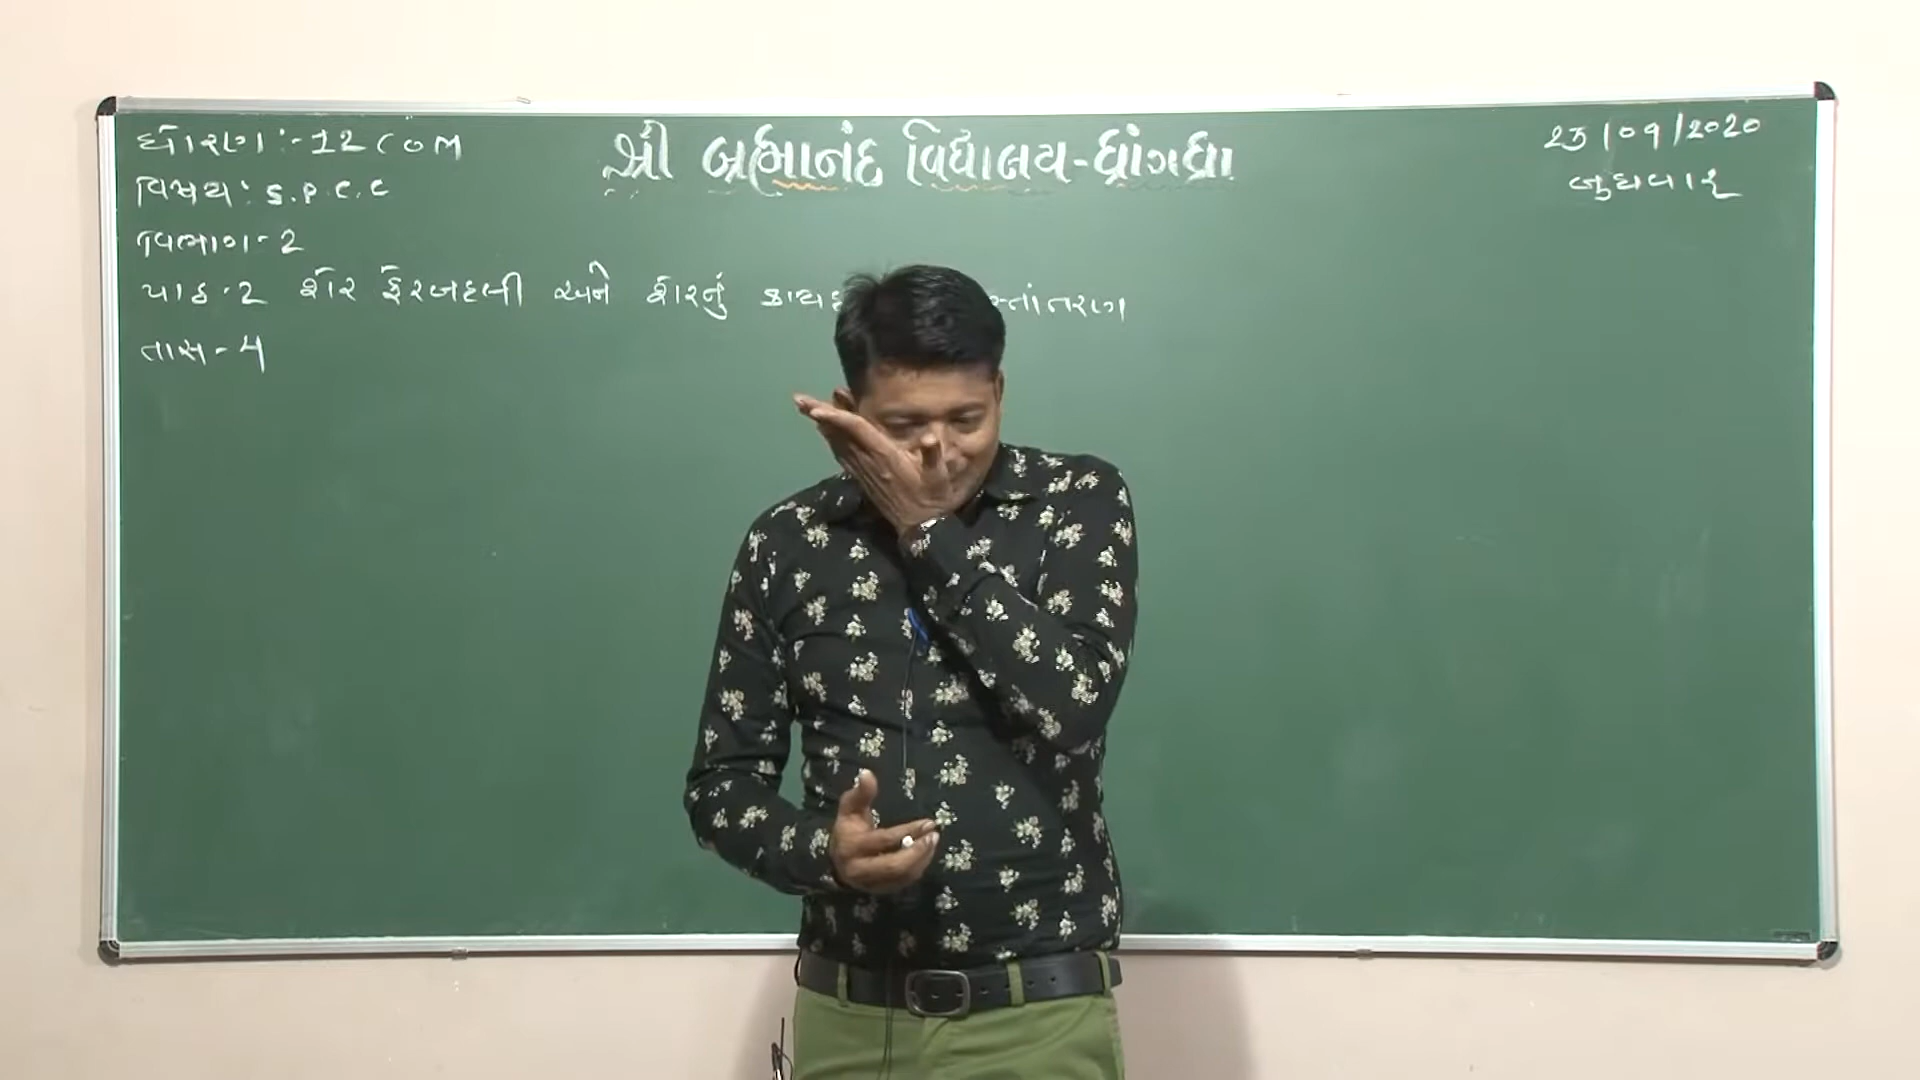 શ્રી બ્રહ્માનંદ વિદ્યાલય-ધ્રાંગધ્રા
ધોરણ :- 12 COM
વિષય : S.P.C.C
વિભાગ - 2
પાઠ - 2 શેર ફેરબદલી અને શેરનું
તાસ - 4
23/09/2020
બુધવાર